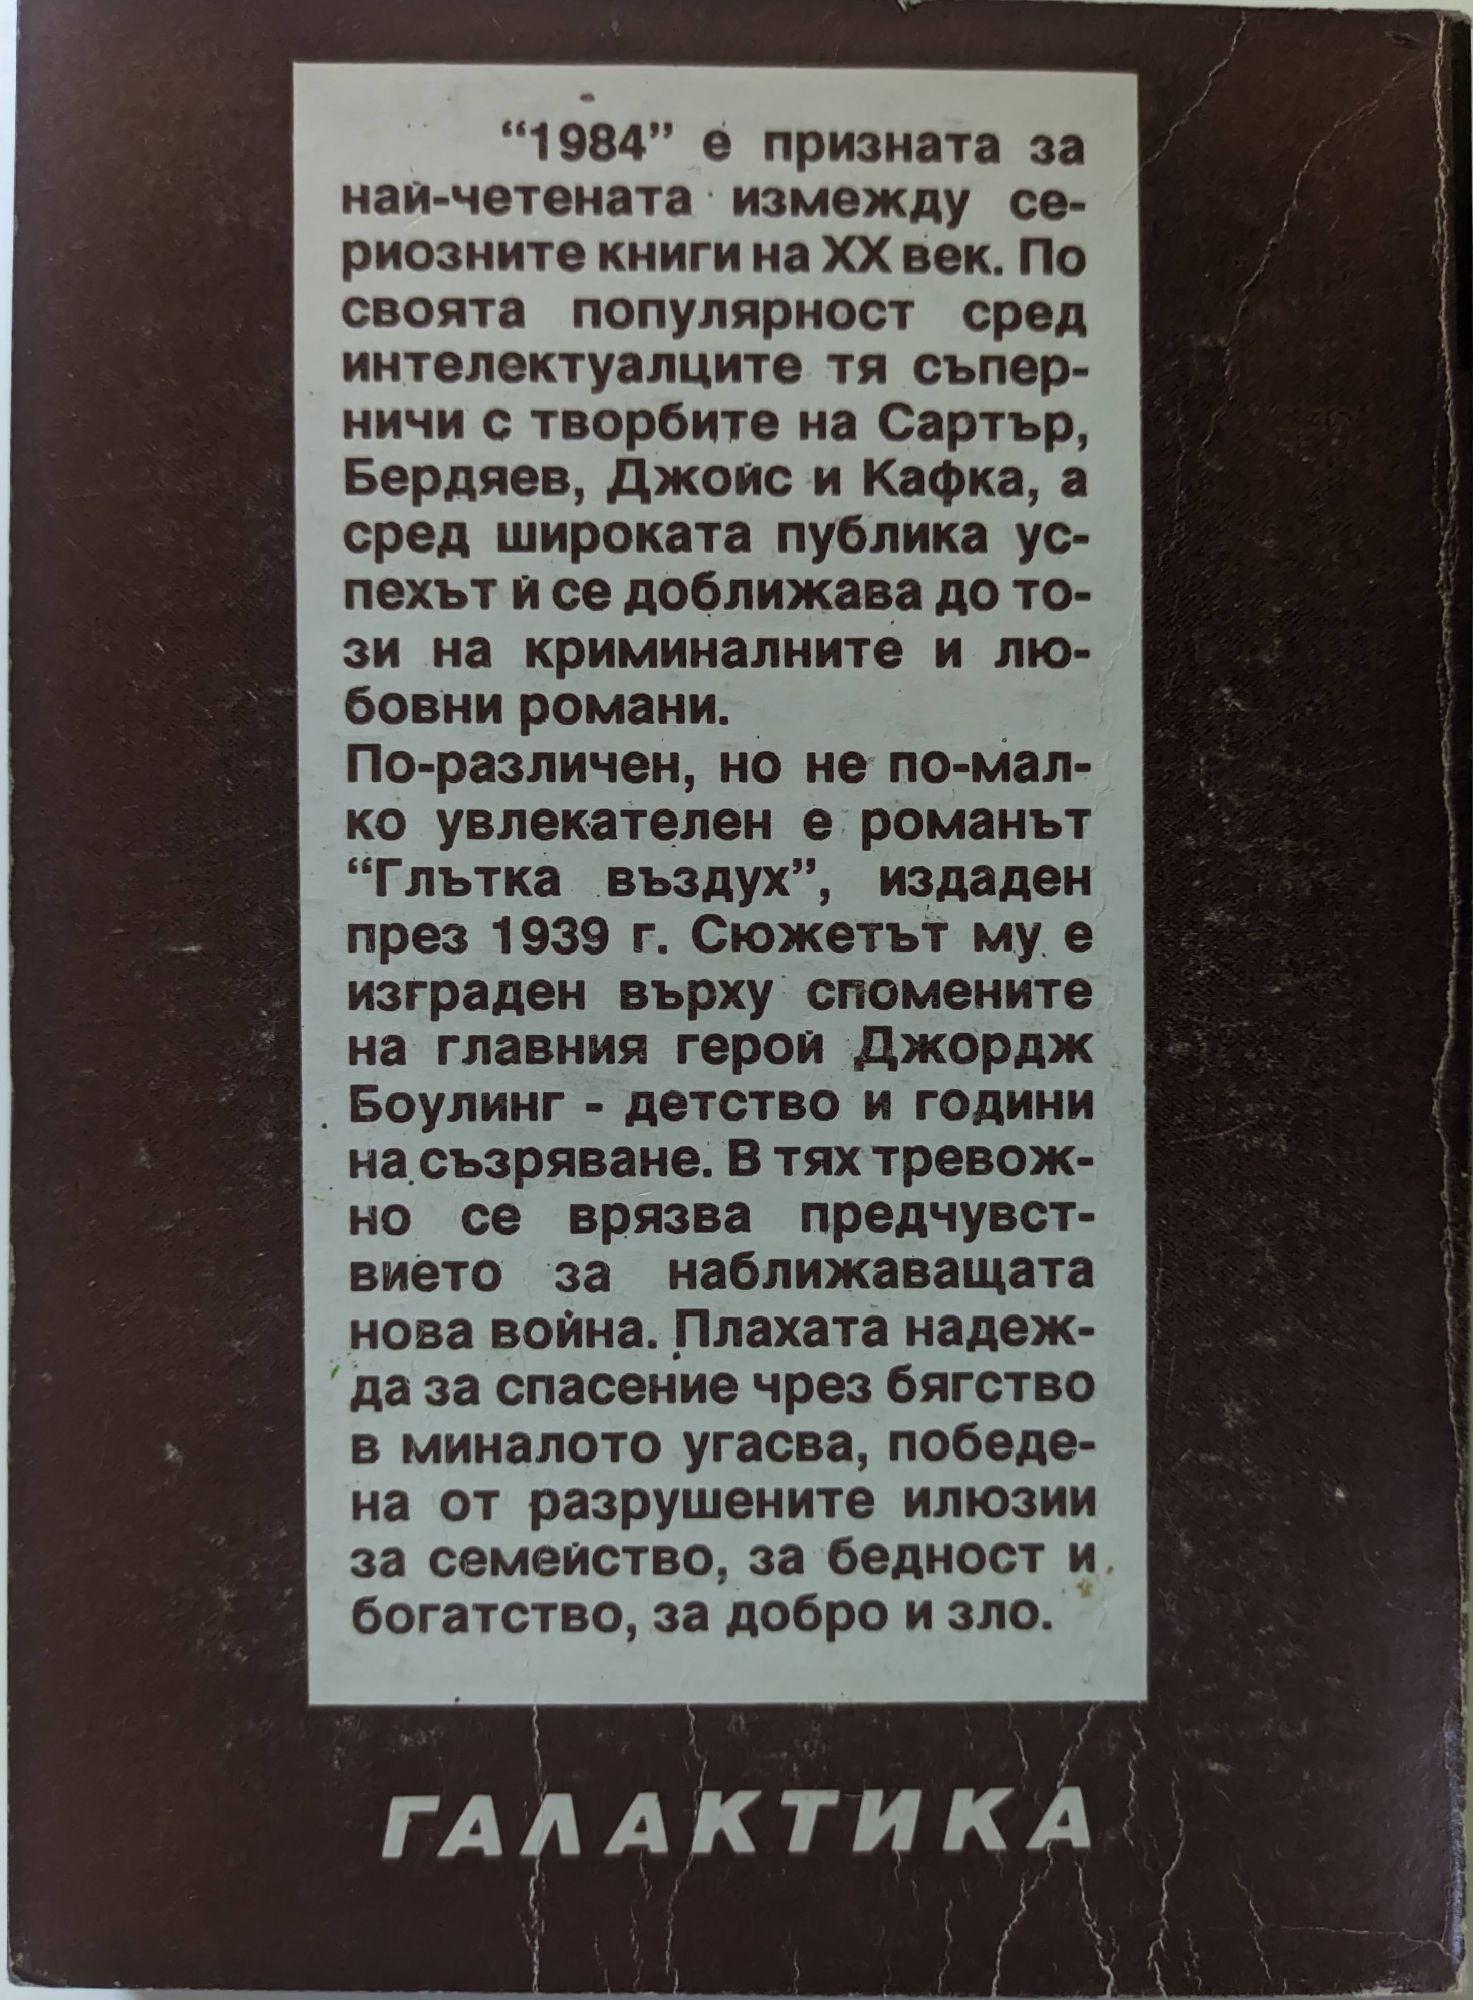 “1984” е призната за
най-четената измежду се-
риозните книги на XX век. По
своята популярност сред
интелектуалците тя съпер-
ничи с творбите на Сартър,
Бердяев, Джойс и Кафка, а
сред широката публика ус-
пехът ѝ се доближава до то-
зи на криминалните и лю-
бовни романи.
По-различен, но не по-мал-
ко увлекателен е романът
“Глътка въздух”, издаден
през 1939 г. Сюжетът му е
изграден върху спомените
на главния герой Джордж
Боулинг - детство и години
на съзряване. В тях тревож-
но се врязва предчувст-
вието за наближаващата
нова война. Плахата надеж-
да за спасение чрез бягство
в миналото угасва, победе-
на от разрушените илюзии
за семейство, за бедност и
богатство, за добро и зло.
ГАЛАКТИКА